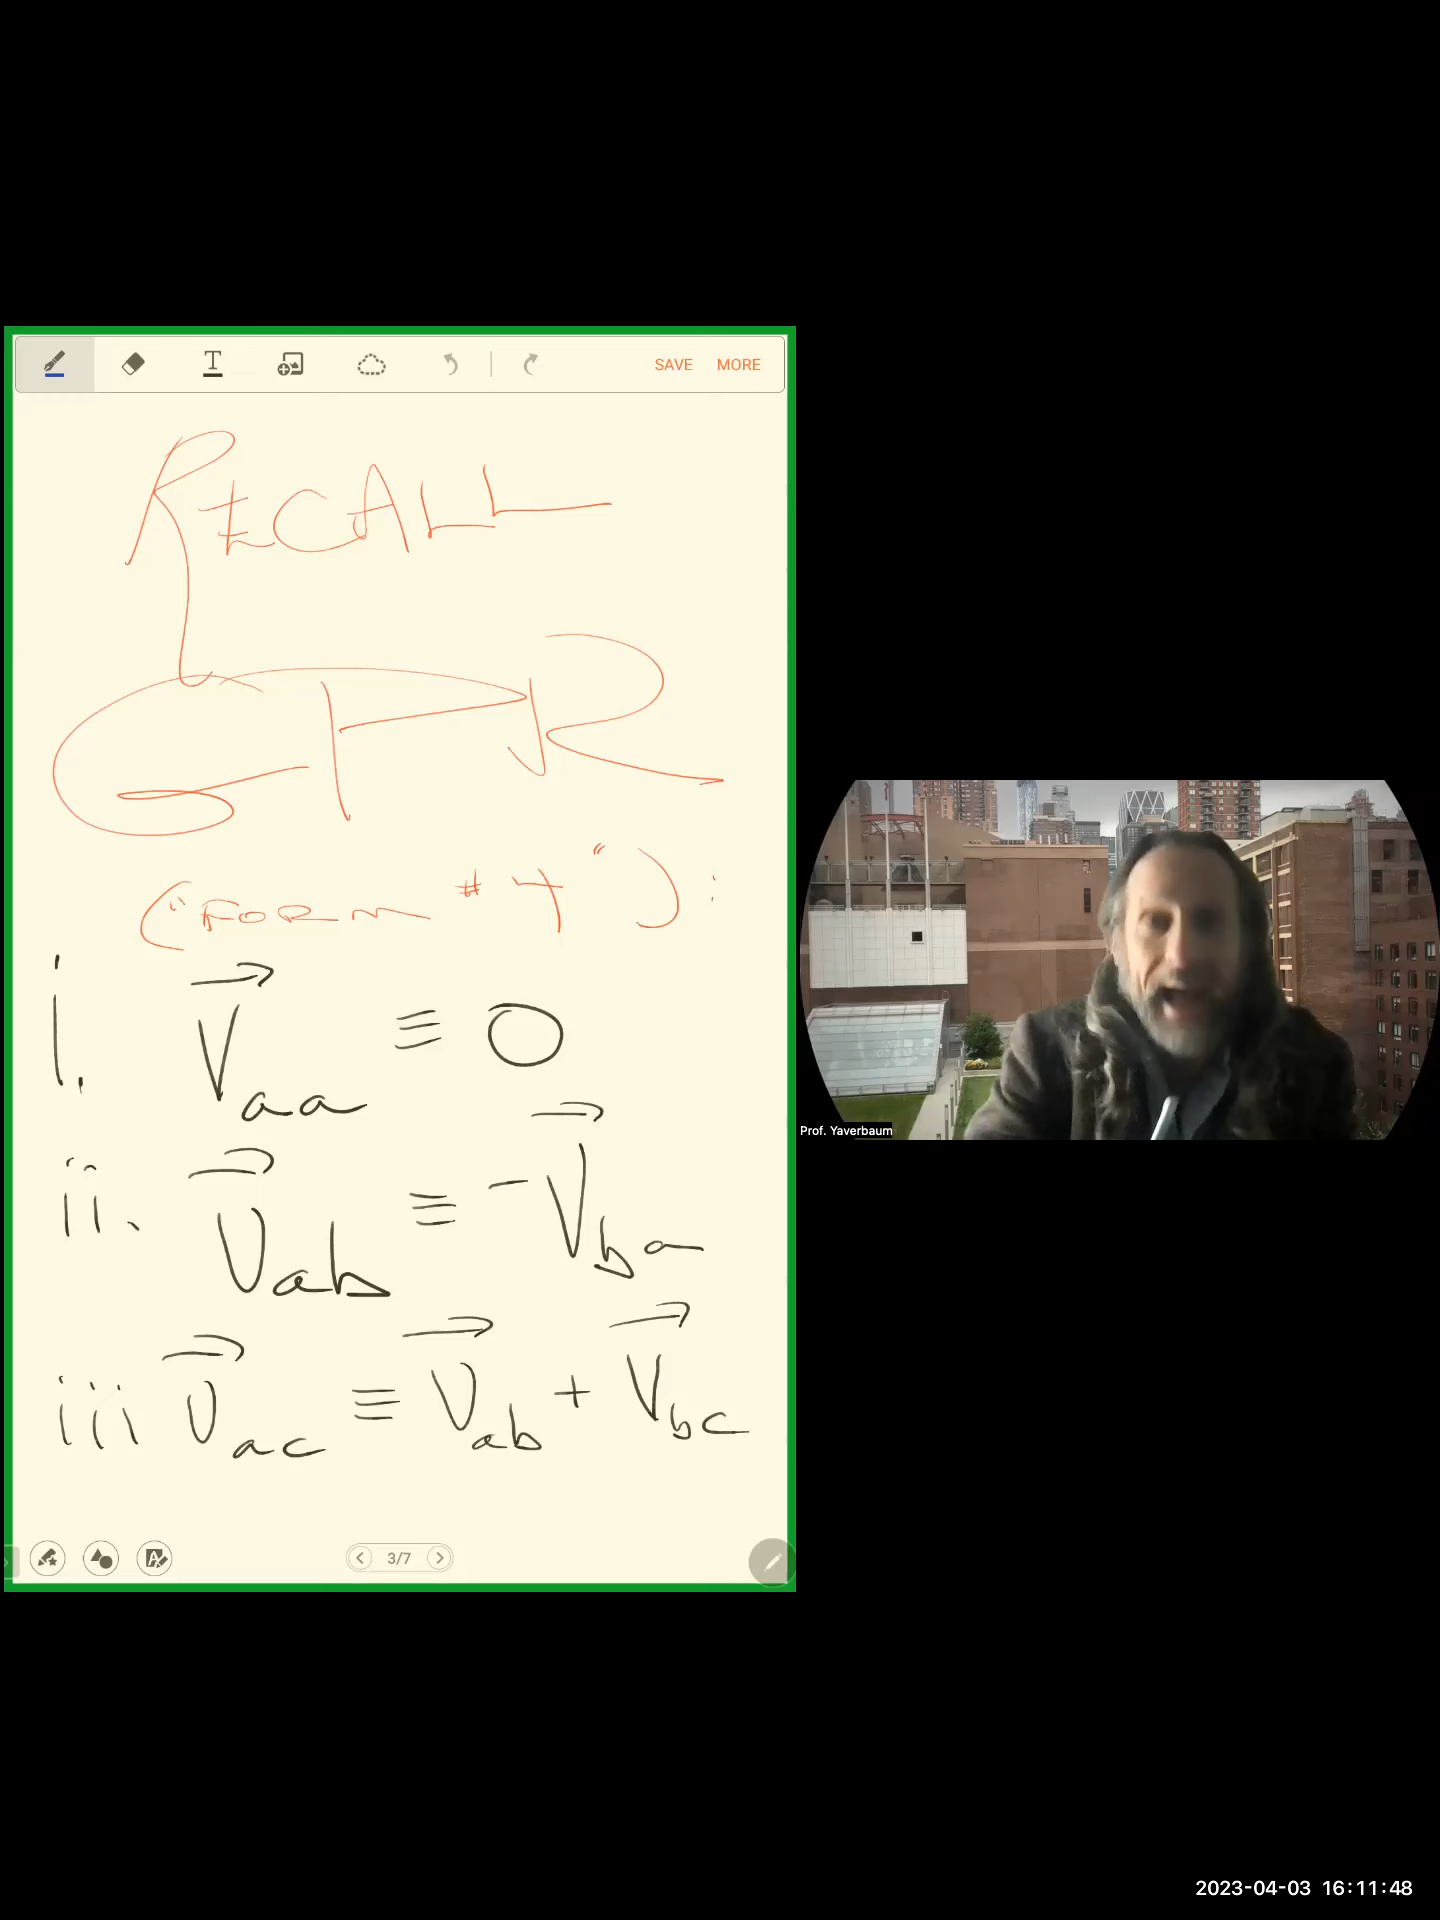 SAVE MORE
RECALL
GPR
("FORM #4"):
i. V⃗aa ≡ 0
ii. V⃗ab ≡ -V⃗ba
iii V⃗ac ≡ V⃗ab + V⃗bc
3/7
Prof. Yaverbaum
2023-04-03 16:11:48